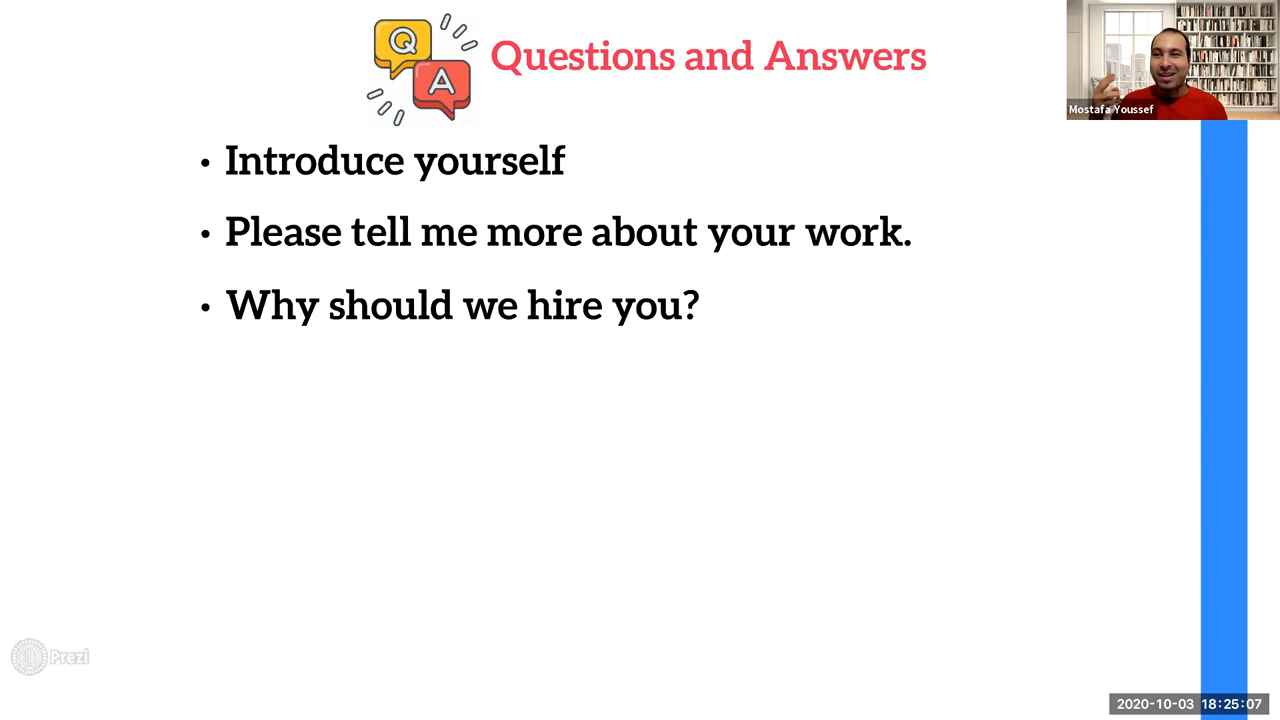 Q
A
Questions and Answers
Mostafa Youssef
• Introduce yourself
• Please tell me more about your work.
• Why should we hire you?
Prezi
2020-10-03 18:25:07